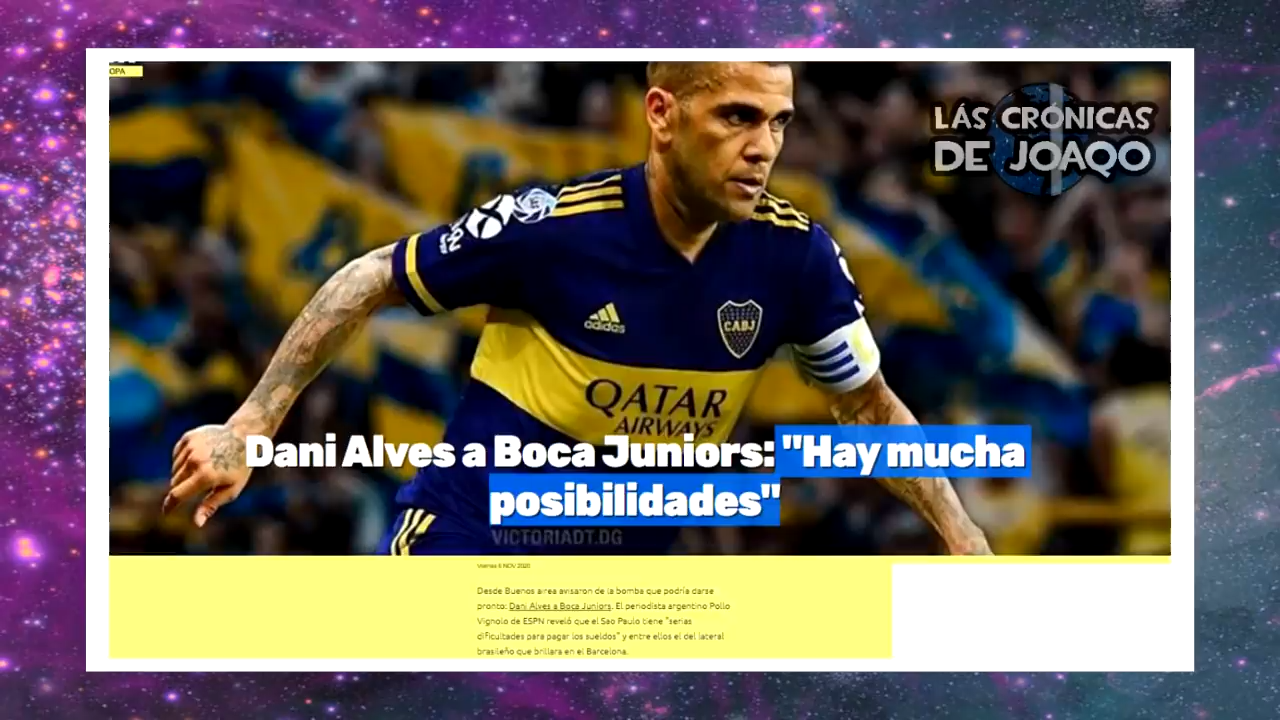 OPA
LÁS CRÓNICAS
DE JOAQO
adidas
CABJ
QATAR
AIRWAYS
Dani Alves a Boca Juniors: "Hay mucha
posibilidades"
VICTORIADT.DG
Viernes 6 NOV 2020
Desde Buenos airea avisaron de la bomba que podría darse
pronto: Dani Alves a Boca Juniors. El periodista argentino Pollo
Vignolo de ESPN reveló que el Sao Paulo tiene "serias
dificultades para pagar los sueldos" y entre ellos el del lateral
brasileño que brillara en el Barcelona.